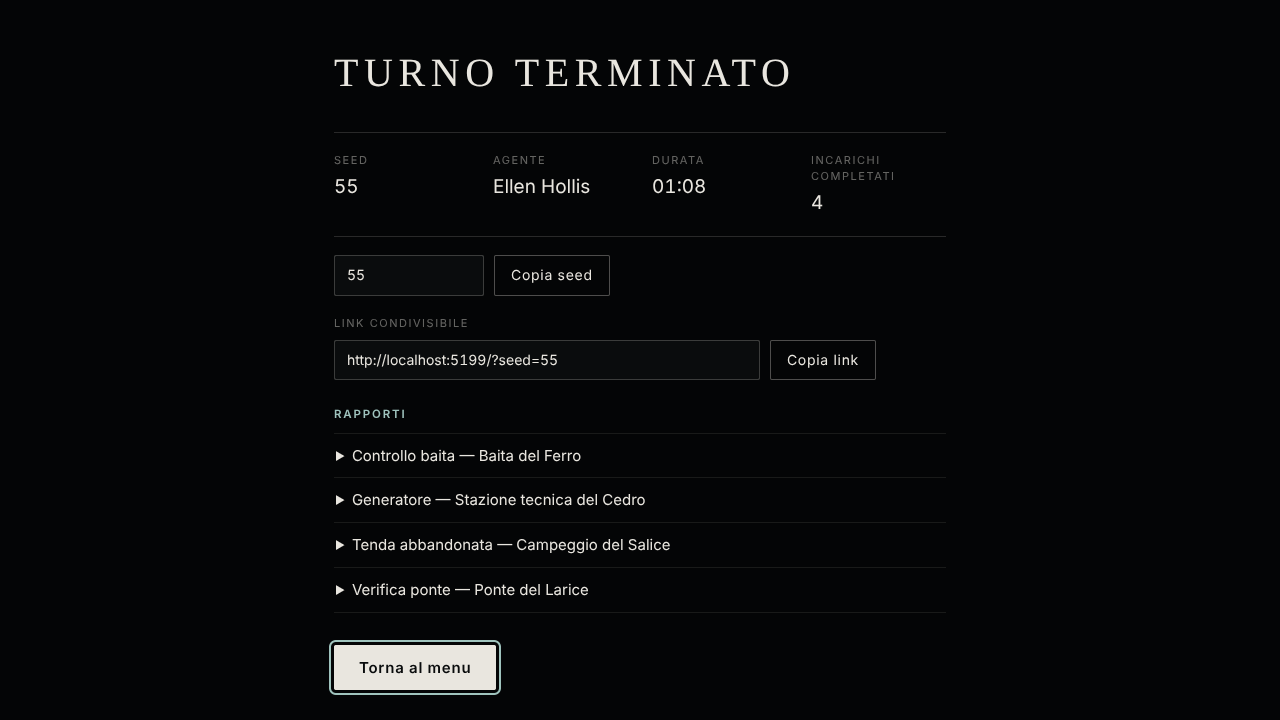 TURNO TERMINATO
SEED
55
AGENTE
Ellen Hollis
DURATA
01:08
INCARICHI
COMPLETATI
4
55
Copia seed
LINK CONDIVISIBILE
http://localhost:5199/?seed=55
Copia link
RAPPORTI
Controllo baita — Baita del Ferro
Generatore — Stazione tecnica del Cedro
Tenda abbandonata — Campeggio del Salice
Verifica ponte — Ponte del Larice
Torna al menu